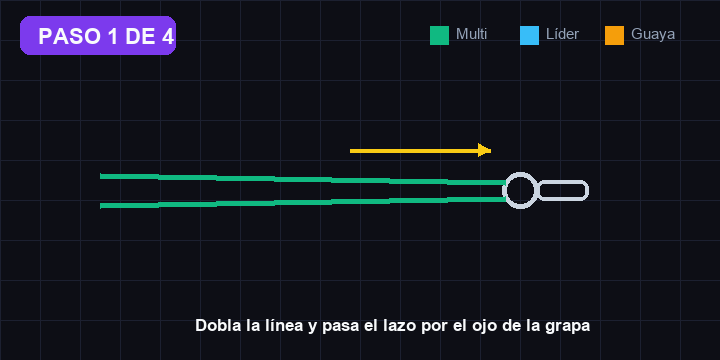 PASO 1 DE 4
Multi
Líder
Guaya
Dobla la línea y pasa el lazo por el ojo de la grapa